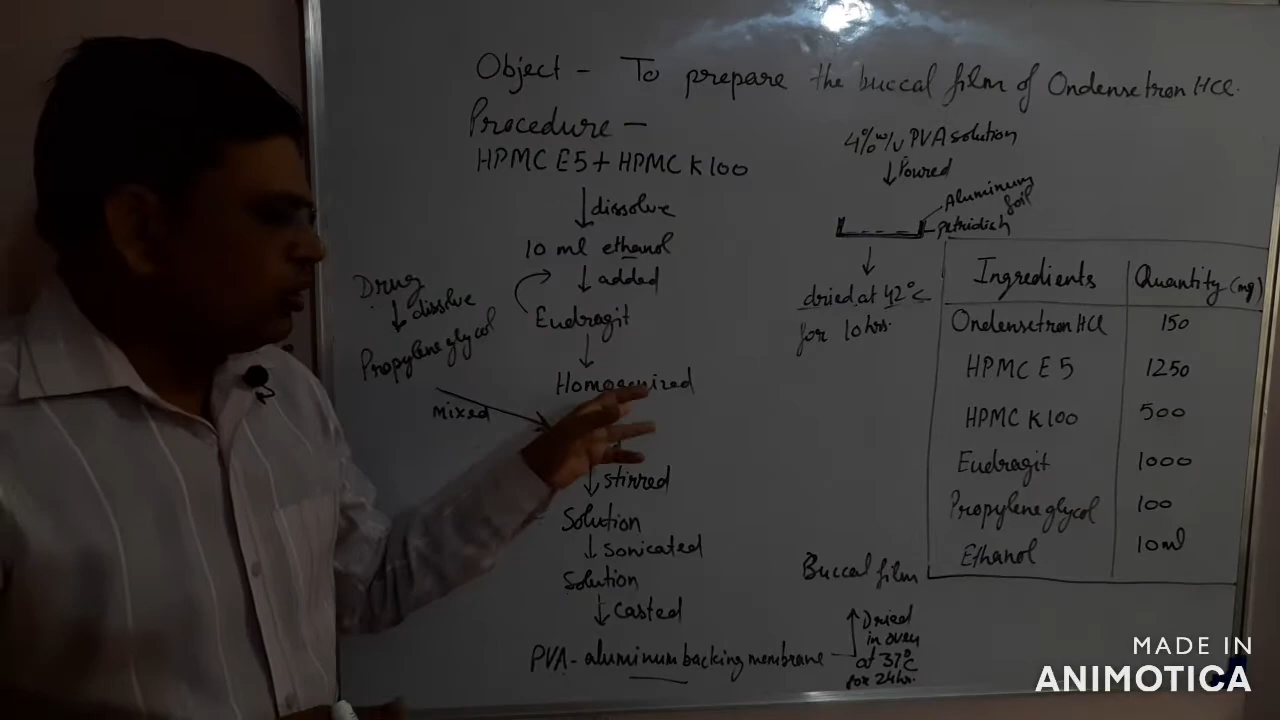 Object - To prepare the buccal film of Ondensetron HCl.
Procedure -
HPMC E5 + HPMC K100
dissolve
10 ml ethanol
added
Eudragit
Homogenized
Drug
dissolve
Propylene glycol
mixed
stirred
Solution
sonicated
Solution
casted
PVA- aluminum backing membrane
Dried
in oven
at 37°C
for 24hr.
Buccal film
4% w/v PVA solution
Poured
Aluminum
foil
petridish
dried at 42°C
for 10 hrs.
Ingredients Quantity (mg)
Ondensetron HCl 150
HPMC E 5 1250
HPMC K100 500
Eudragit 1000
Propylene glycol 100
Ethanol 10ml
MADE IN
ANIMOTICA